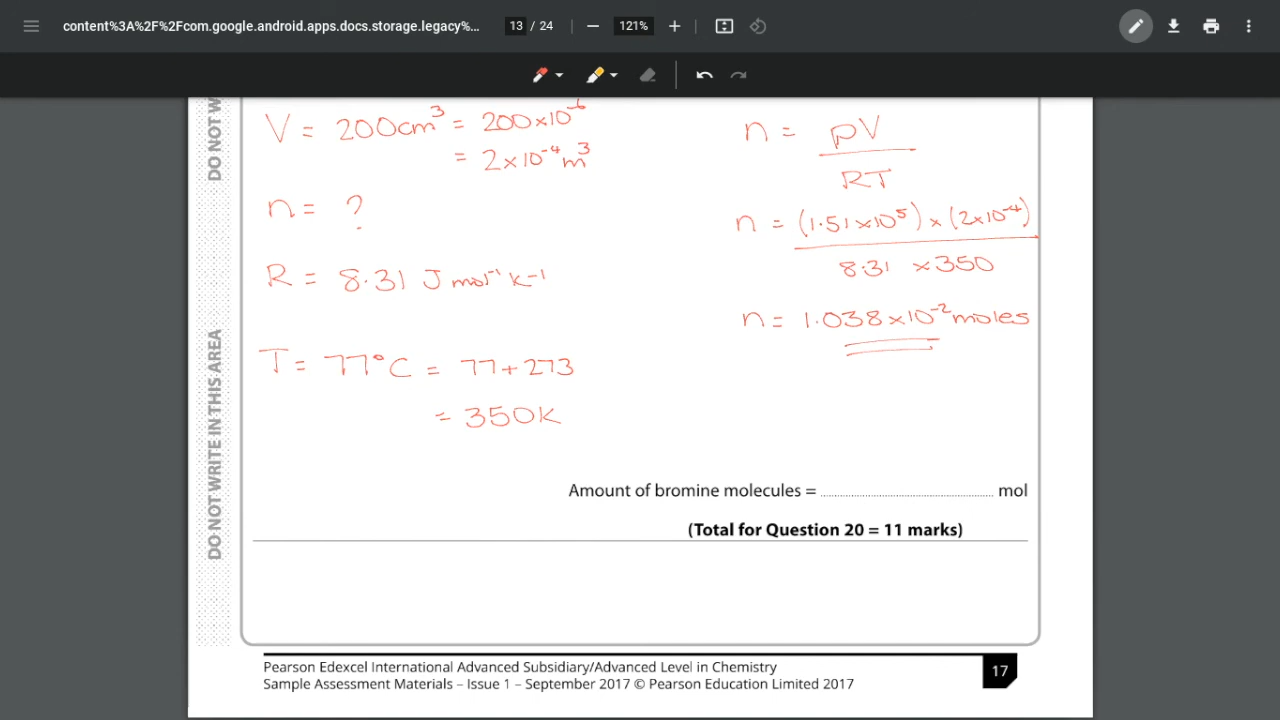 content%3A%2F%2Fcom.google.android.apps.docs.storage.legacy%... 13 / 24 121%
DO NOT W
V = 200cm³ = 200×10⁻⁶
= 2×10⁻⁴m³
n = ?
R = 8.31 J mol⁻¹ K⁻¹
T = 77°C = 77+273
= 350K
n = pV
RT
n = (1.51×10⁵) × (2×10⁻⁴)
8.31 × 350
n = 1.038×10⁻² moles
DO NOT WRITE IN THIS AREA
Amount of bromine molecules = ........................................ mol
(Total for Question 20 = 11 marks)
Pearson Edexcel International Advanced Subsidiary/Advanced Level in Chemistry
Sample Assessment Materials – Issue 1 – September 2017 © Pearson Education Limited 2017
17